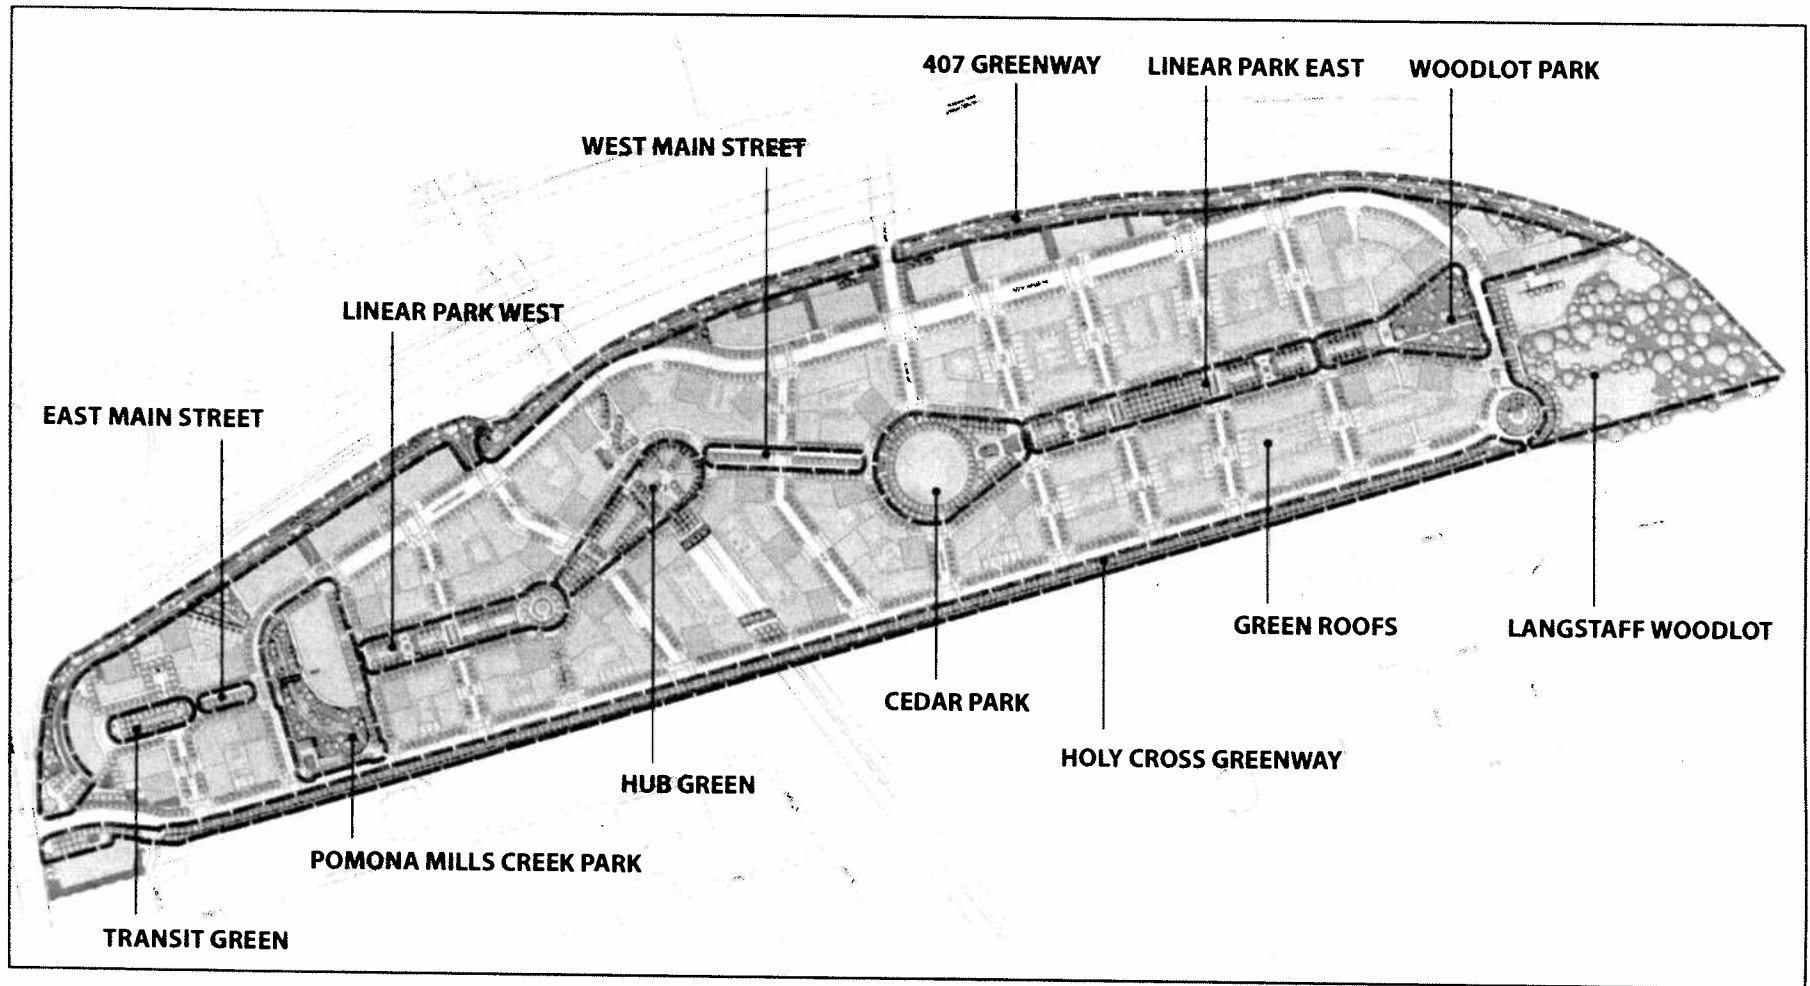 407 GREENWAY
LINEAR PARK EAST
WOODLOT PARK
WEST MAIN STREET
LINEAR PARK WEST
EAST MAIN STREET
GREEN ROOFS
LANGSTAFF WOODLOT
CEDAR PARK
HOLY CROSS GREENWAY
HUB GREEN
POMONA MILLS CREEK PARK
TRANSIT GREEN